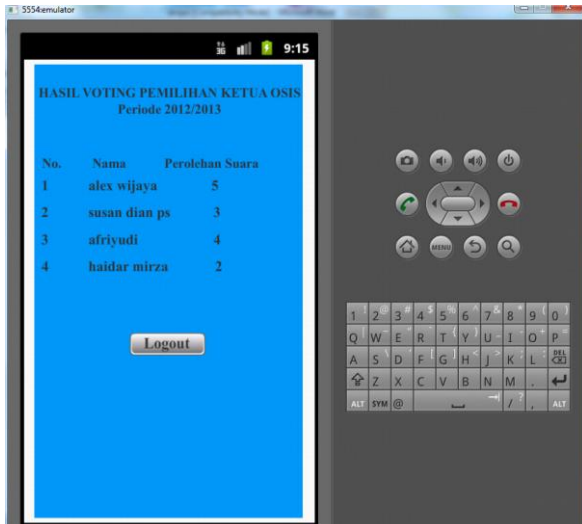 5554:emulator
3G 9:15
HASIL VOTING PEMILIHAN KETUA OSIS
Periode 2012/2013
No. Nama Perolehan Suara
1 alex wijaya 5
2 susan dian ps 3
3 afriyudi 4
4 haidar mirza 2
Logout
MENU
1 ! 2 @ 3 # 4 $ 5 % 6 ^ 7 & 8 * 9 ( 0 )
Q W E R T Y U I O P
A S D F G H J K L DEL
Z X C V B N M .
ALT SYM @ / ? , ALT